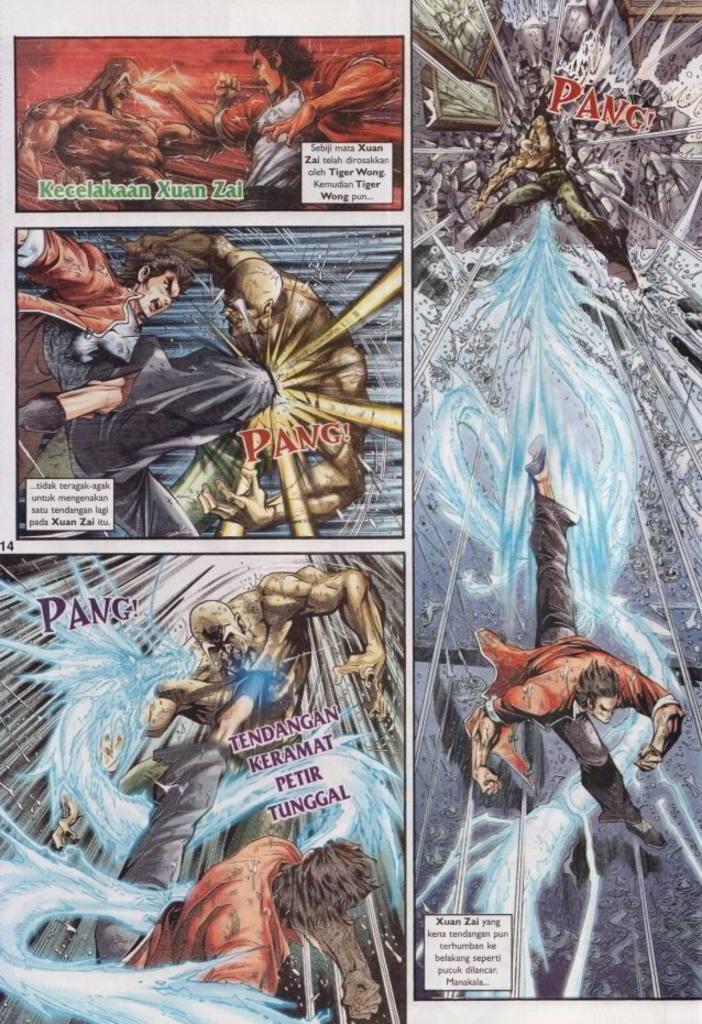 Sebiji mata Xuan
Zai telah dirosakkan
oleh Tiger Wong.
Kemudian Tiger
Wong pun...
Kecelakaan Xuan Zai
PANG!
...tidak teragak-agak
untuk mengenakan
satu tendangan lagi
pada Xuan Zai itu.
14
PANG!
TENDANGAN
KERAMAT
PETIR
TUNGGAL
PANG!
Xuan Zai yang
kena tendangan pun
terhumban ke
belakang seperti
pucuk dilancar.
Manakala...